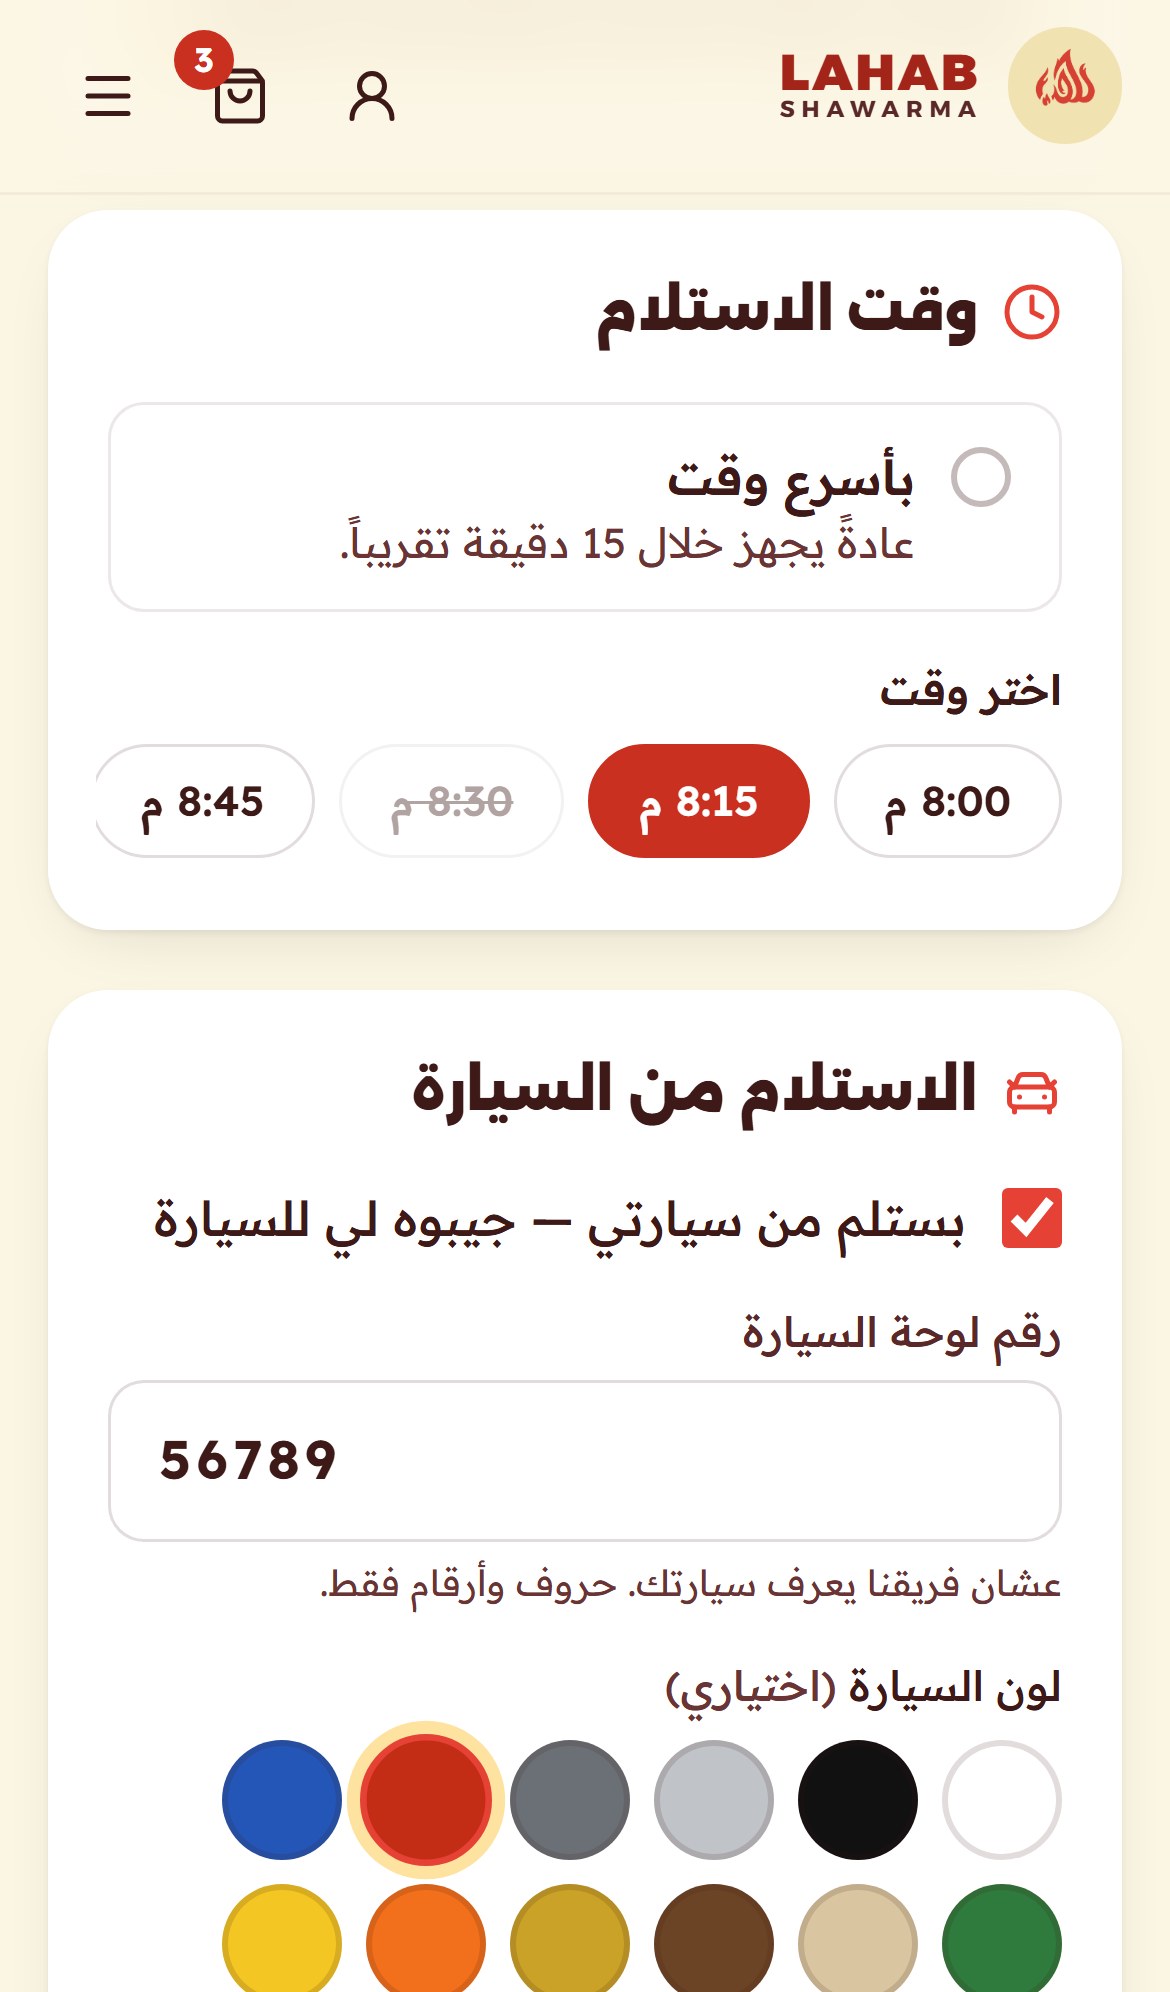 LAHAB
SHAWARMA
3
وقت الاستلام
بأسرع وقت
عادةً يجهز خلال 15 دقيقة تقريباً.
اختر وقت
8:00 م
8:15 م
8:30 م
8:45 م
الاستلام من السيارة
بستلم من سيارتي — جيبوه لي للسيارة
رقم لوحة السيارة
56789
عشان فريقنا يعرف سيارتك. حروف وأرقام فقط.
لون السيارة (اختياري)